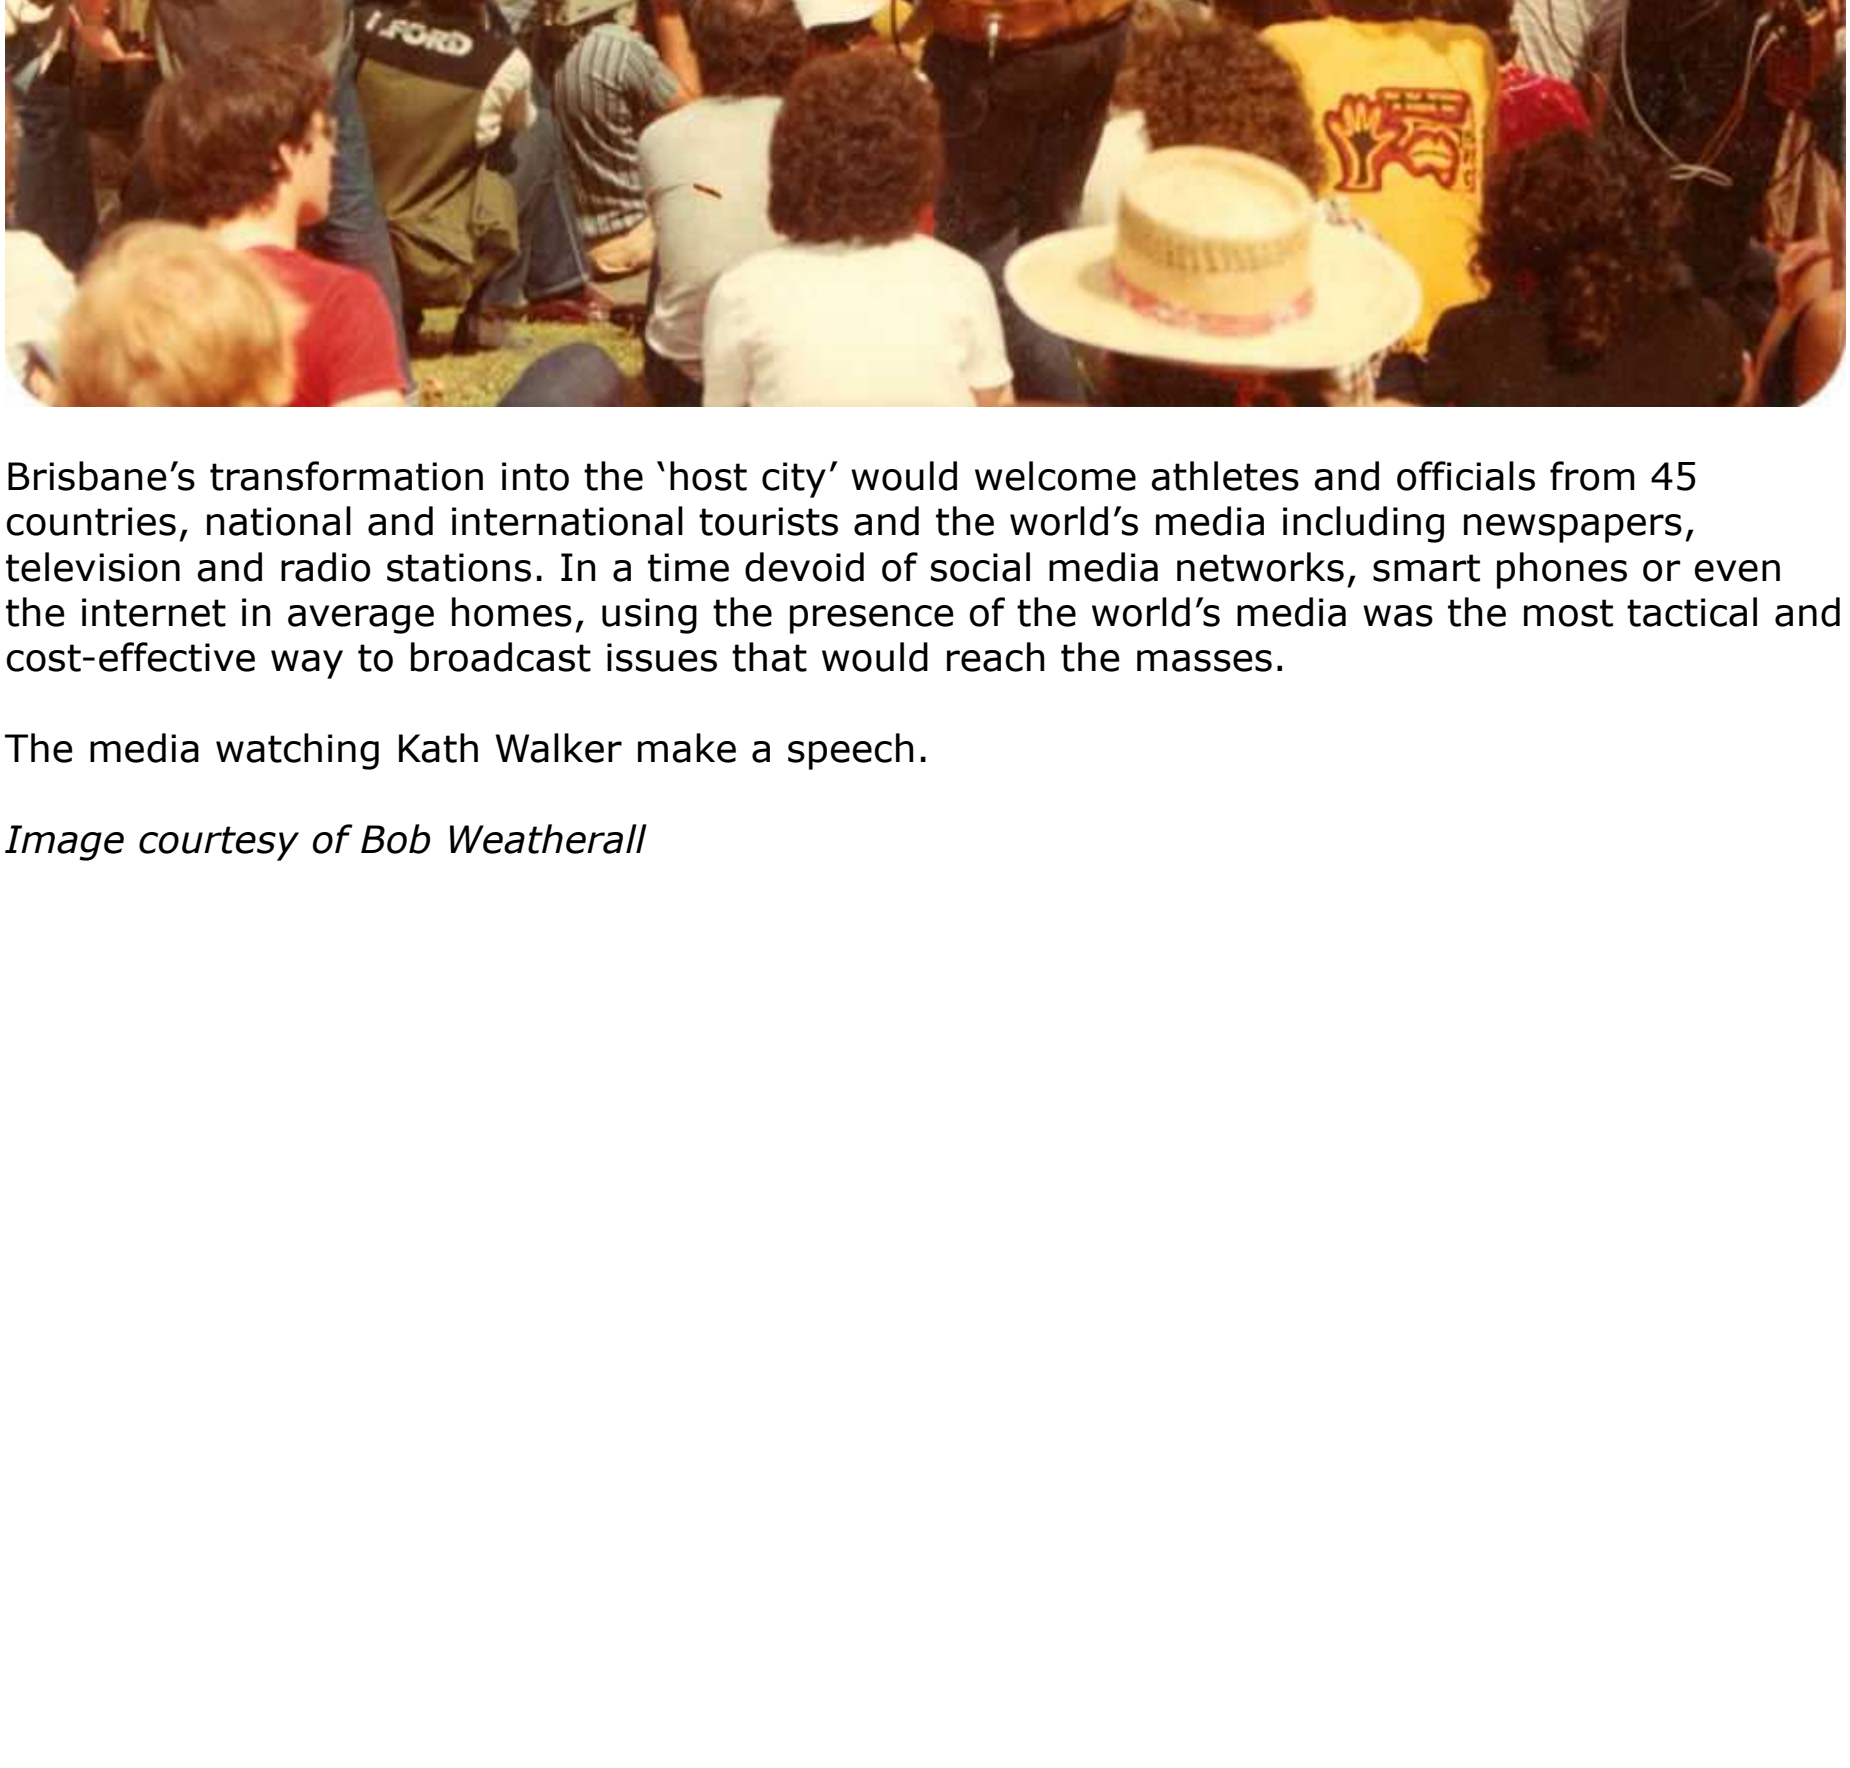 ILFORD
Brisbane’s transformation into the ‘host city’ would welcome athletes and officials from 45
countries, national and international tourists and the world’s media including newspapers,
television and radio stations. In a time devoid of social media networks, smart phones or even
the internet in average homes, using the presence of the world’s media was the most tactical and
cost-effective way to broadcast issues that would reach the masses.
The media watching Kath Walker make a speech.
Image courtesy of Bob Weatherall